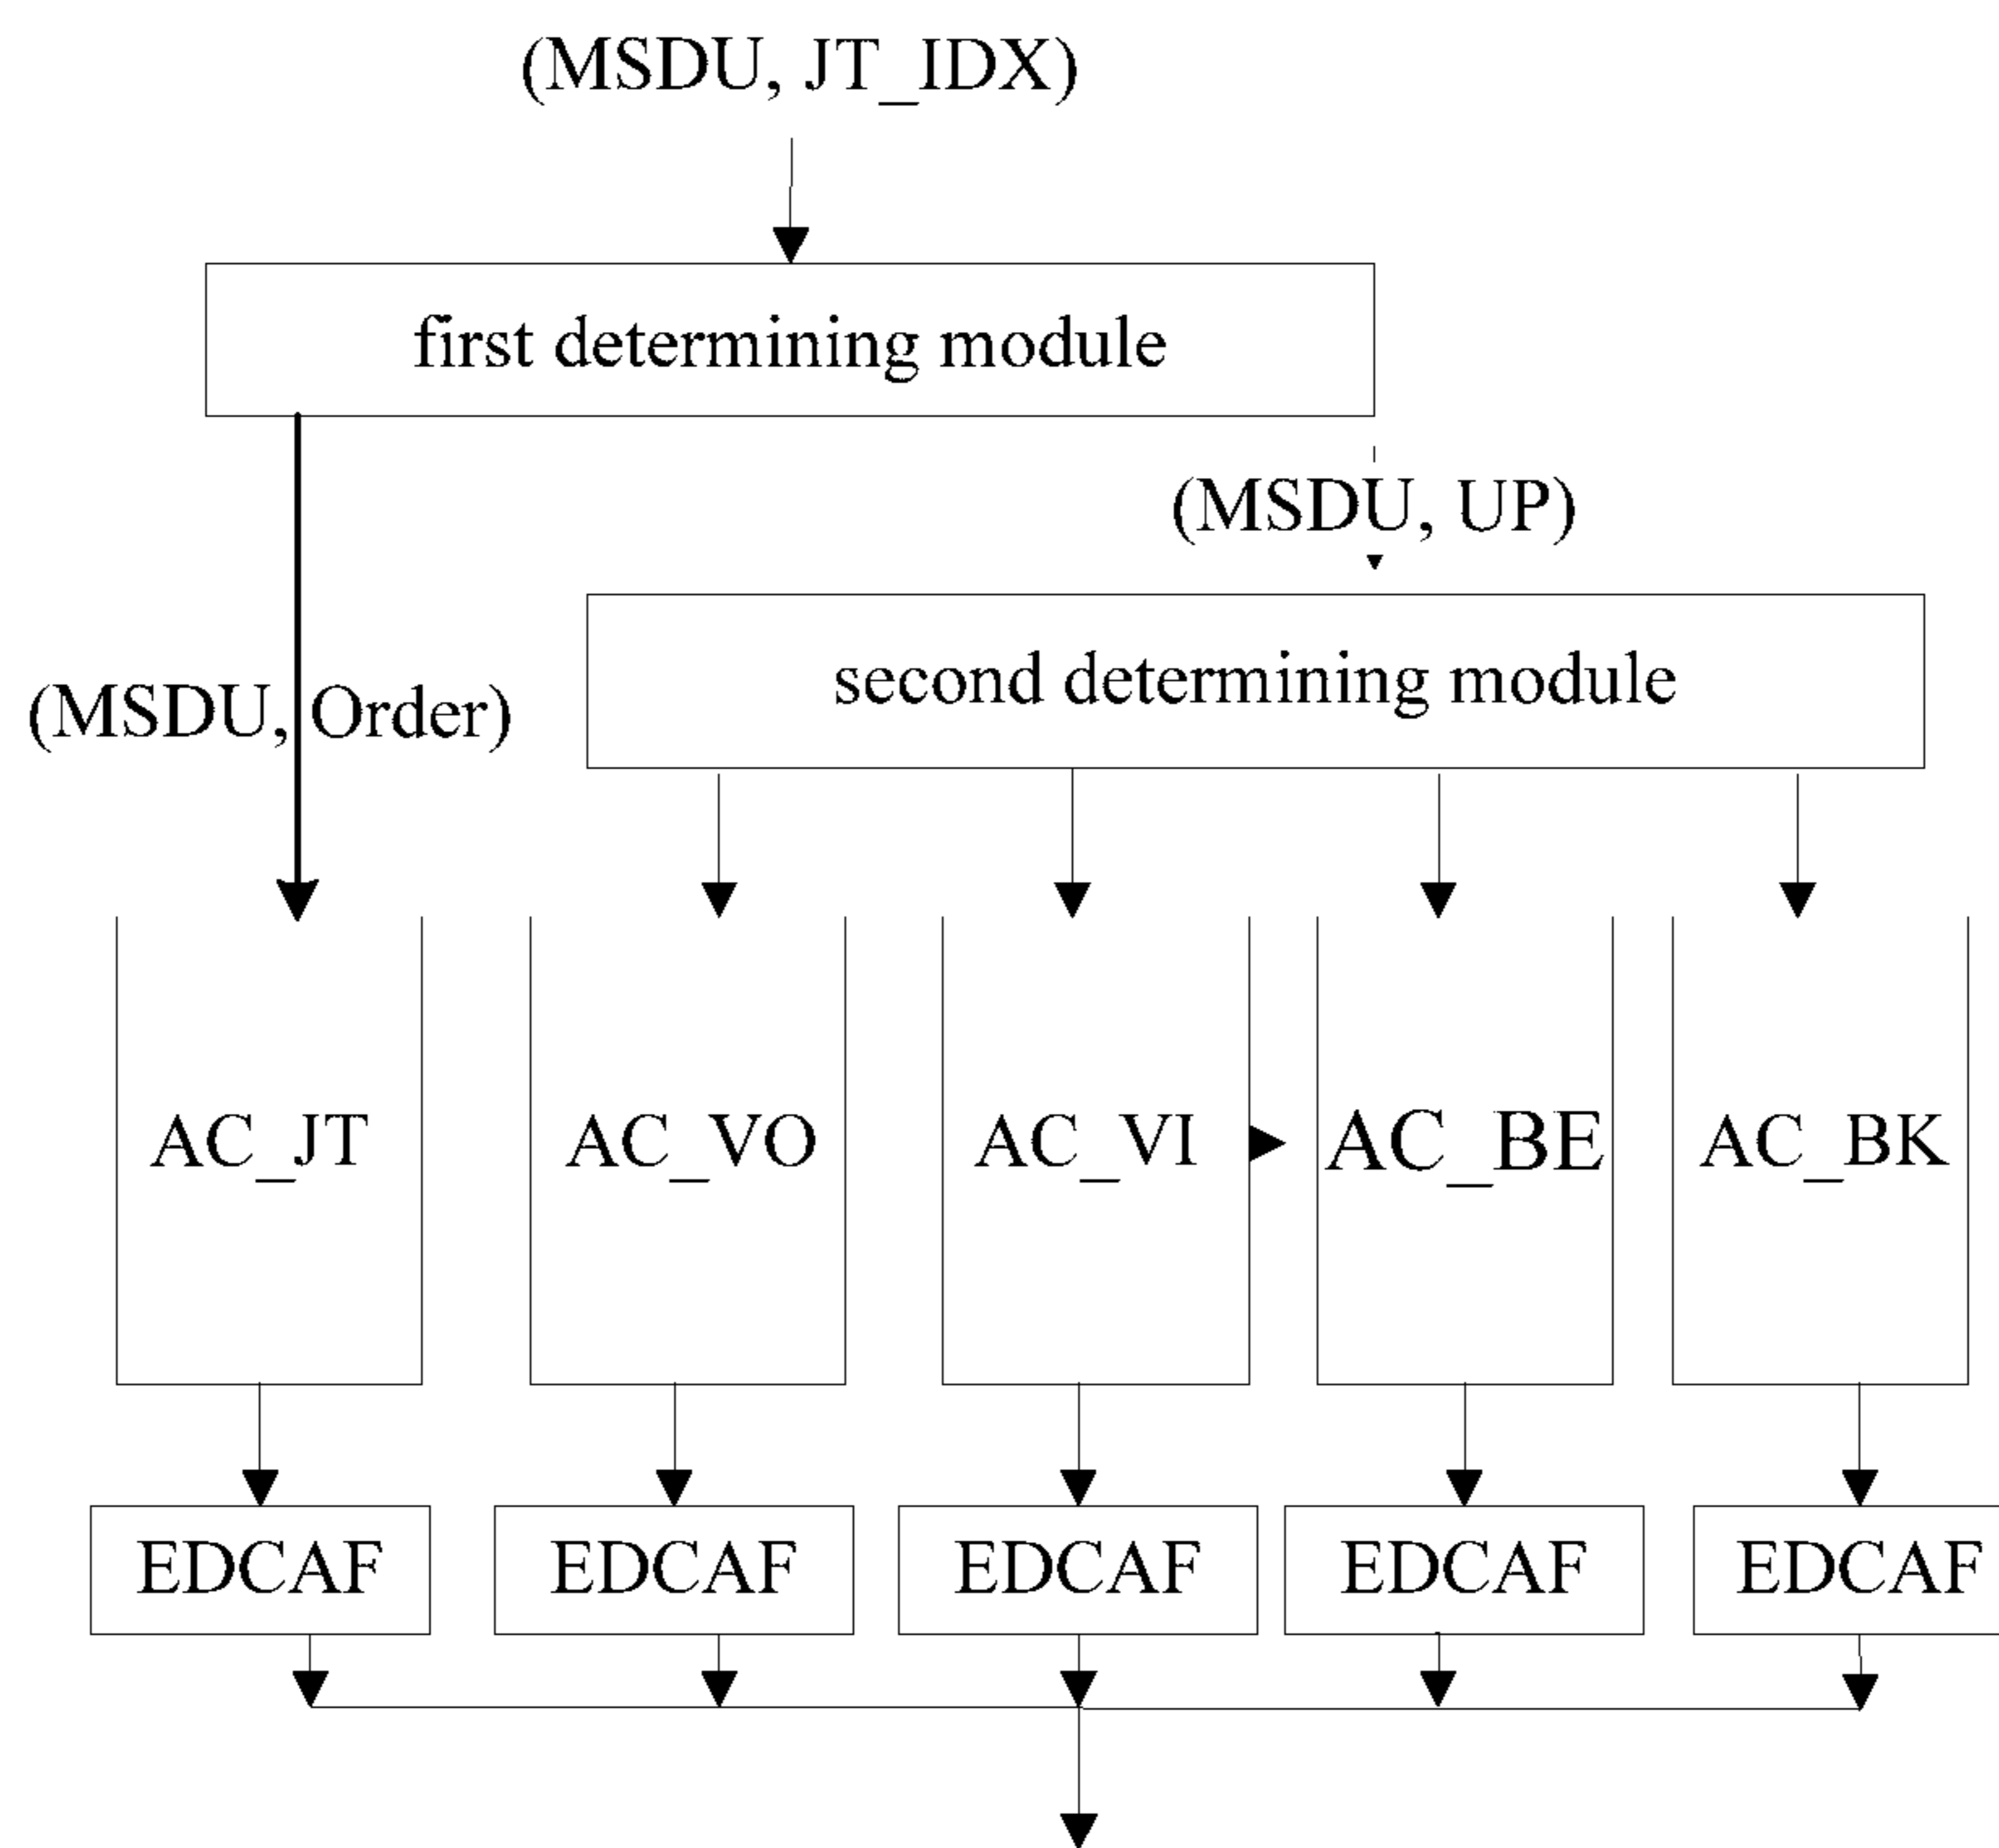 (MSDU, JT_IDX)
first determining module
(MSDU, UP)
second determining module
(MSDU, Order)
AC_JT
AC_VO
AC_VI
AC_BE
AC_BK
EDCAF
EDCAF
EDCAF
EDCAF
EDCAF